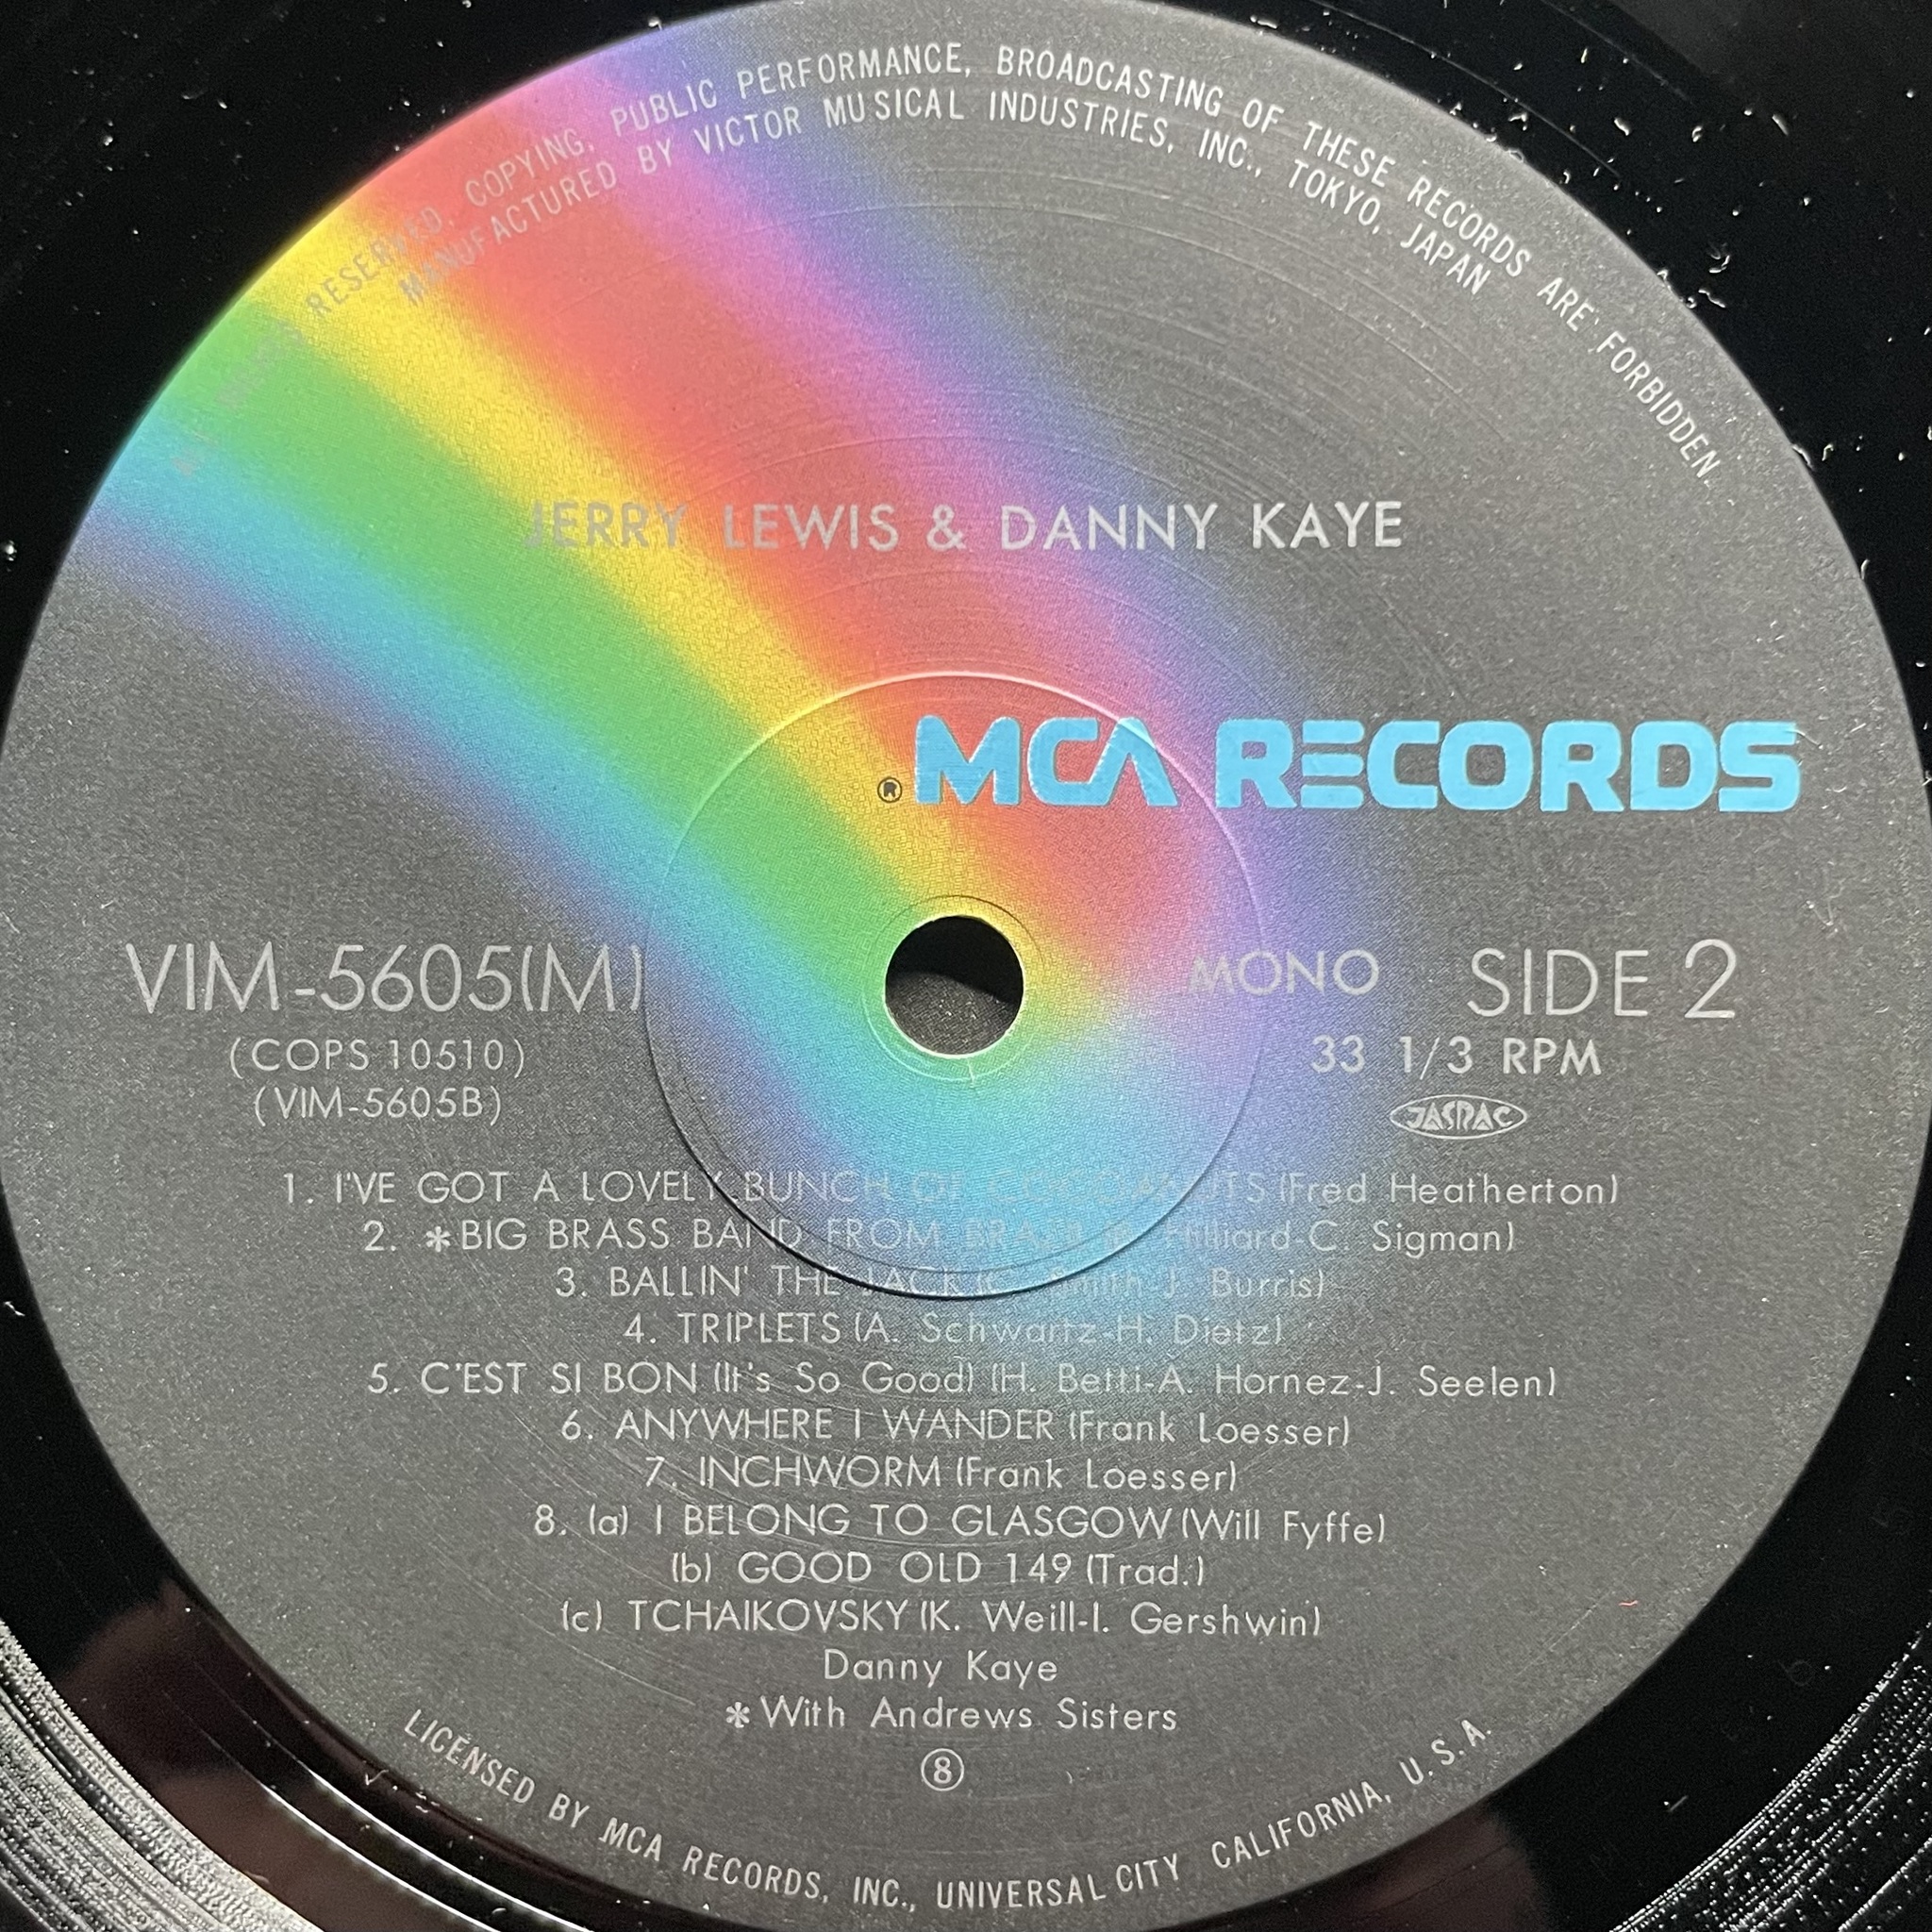 RESERVED. COPYING, PUBLIC PERFORMANCE, BROADCASTING OF THESE RECORDS ARE FORBIDDEN
MANUFACTURED BY VICTOR MUSICAL INDUSTRIES, INC., TOKYO, JAPAN
JERRY LEWIS & DANNY KAYE
® MCA RECORDS
VIM-5605(M)
MONO SIDE 2
(COPS 10510)
33 1/3 RPM
(VIM-5605B)
JASRAC
1. I'VE GOT A LOVELY BUNCH OF COCOANUTS (Fred Heatherton)
2. *BIG BRASS BAND FROM BRASIL Hilliard-C. Sigman)
3. BALLIN' THE JACK (C. Smith-J. Burris)
4. TRIPLETS (A. Schwartz-H. Dietz)
5. C'EST SI BON (It's So Good) (H. Betti-A. Hornez-J. Seelen)
6. ANYWHERE I WANDER (Frank Loesser)
7. INCHWORM (Frank Loesser)
8. (a) I BELONG TO GLASGOW (Will Fyffe)
(b) GOOD OLD 149 (Trad.)
(c) TCHAIKOVSKY (K. Weill-I. Gershwin)
Danny Kaye
*With Andrews Sisters
⑧
LICENSED BY MCA RECORDS, INC., UNIVERSAL CITY CALIFORNIA, U.S.A.